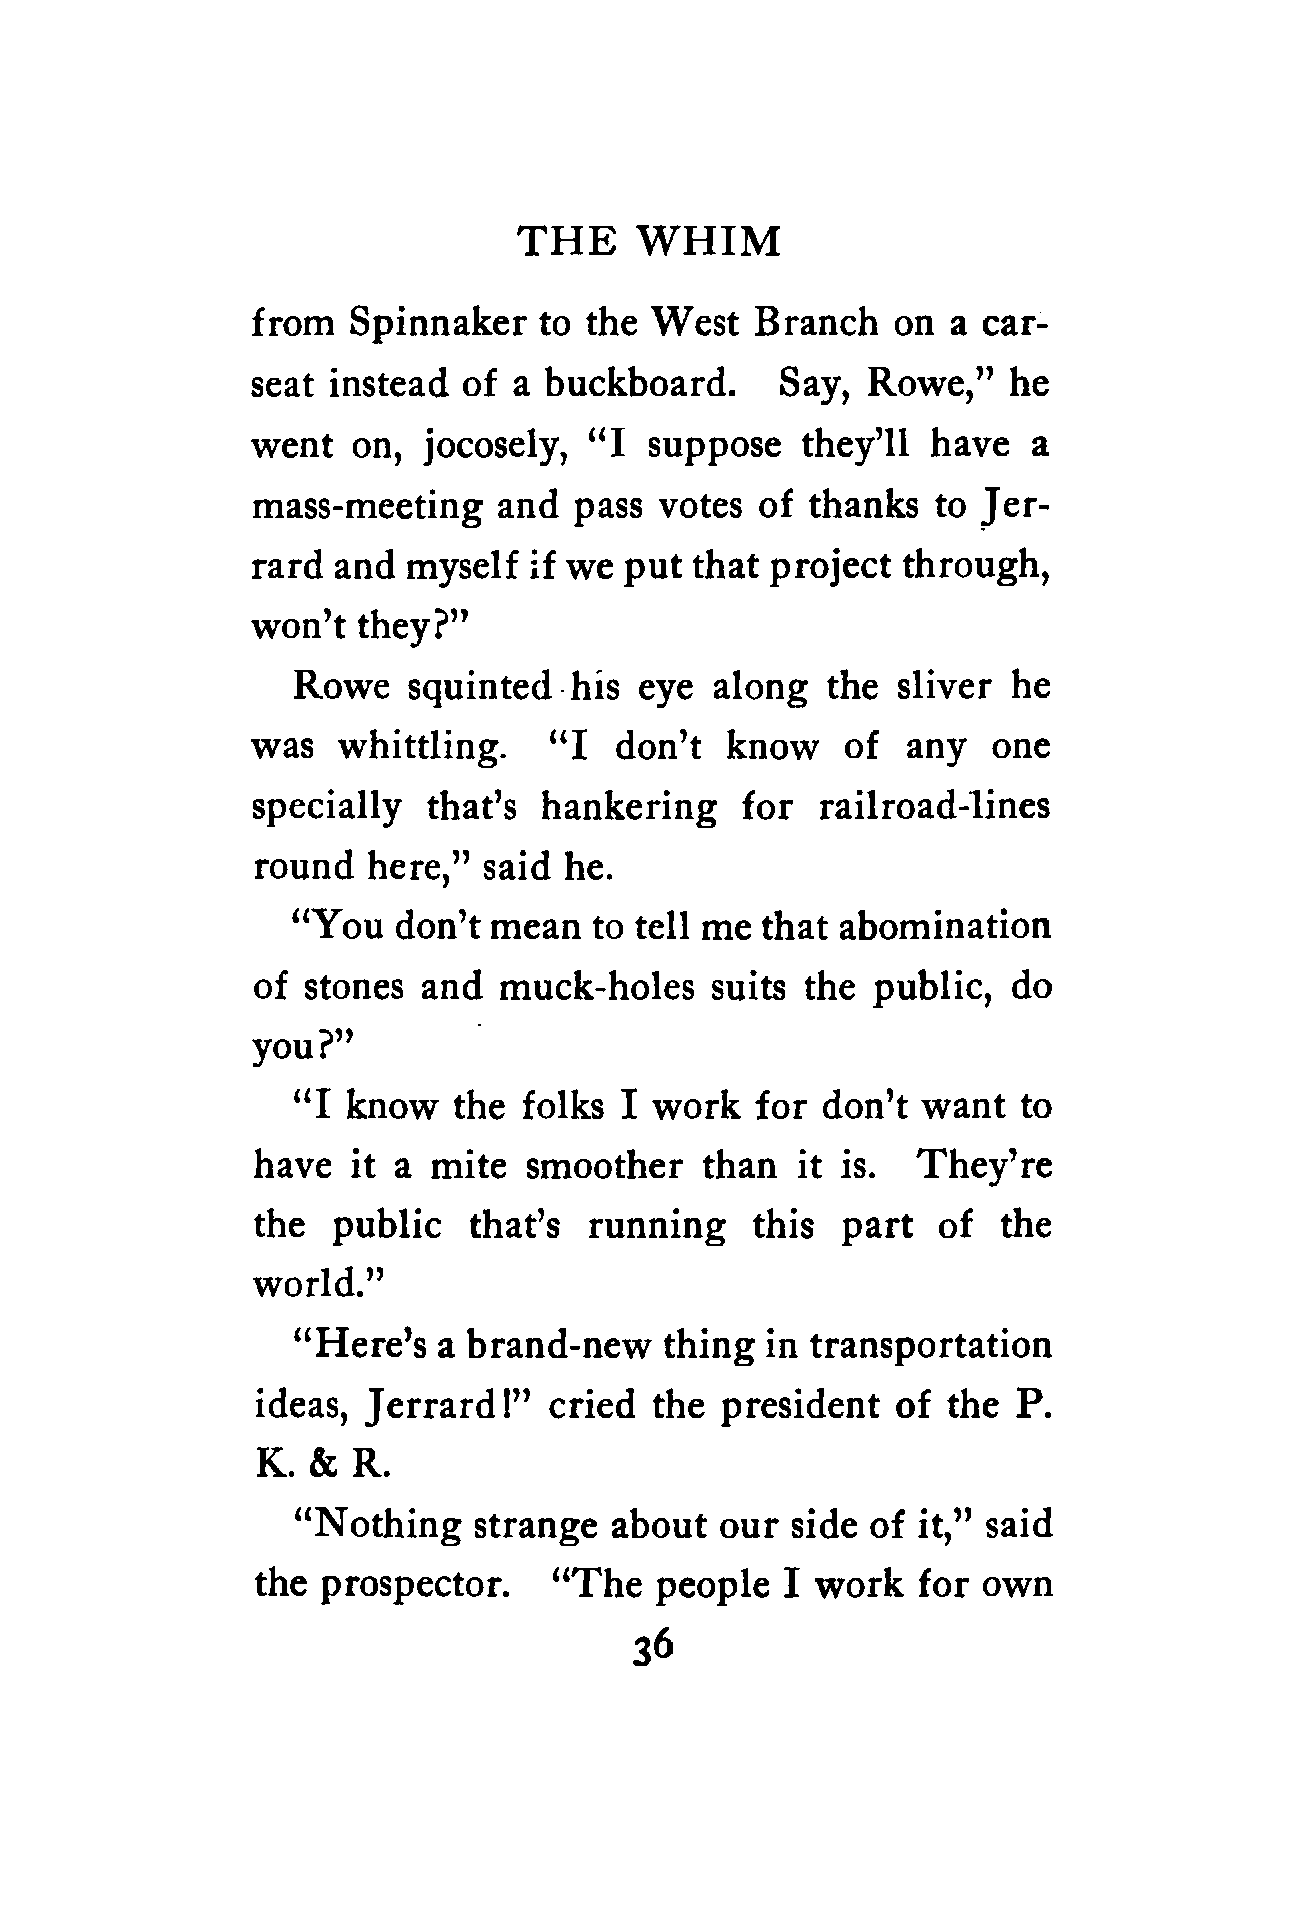 THE WHIM
from Spinnaker to the West Branch on a car-
seat instead of a buckboard. Say, Rowe,” he
went on, jocosely, “I suppose they’ll have a
mass-meeting and pass votes of thanks to Jer-
rard and myself if we put that project through,
won’t they?”
Rowe squinted his eye along the sliver he
was whittling. “I don’t know of any one
specially that’s hankering for railroad-lines
round here,” said he.
“You don’t mean to tell me that abomination
of stones and muck-holes suits the public, do
you?”
“I know the folks I work for don’t want to
have it a mite smoother than it is. They’re
the public that’s running this part of the
world.”
“Here’s a brand-new thing in transportation
ideas, Jerrard!” cried the president of the P.
K. & R.
“Nothing strange about our side of it,” said
the prospector. “The people I work for own
36